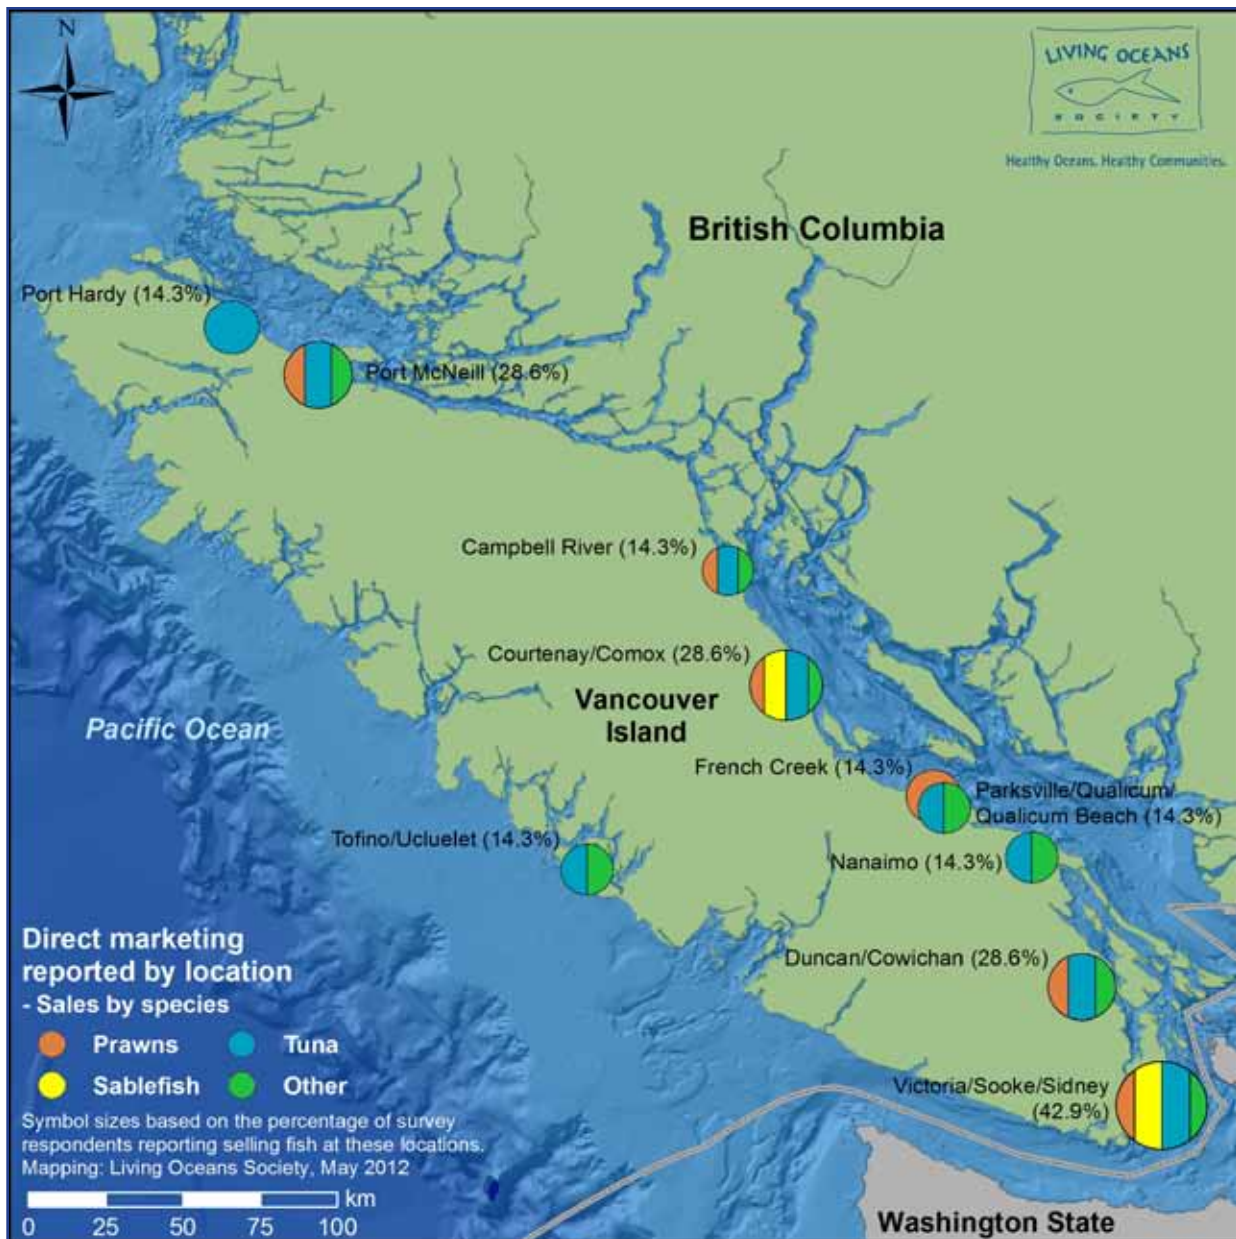 N
LIVING OCEANS
SOCIETY
Healthy Oceans. Healthy Communities.
British Columbia
Port Hardy (14.3%)
Port McNeill (28.6%)
Campbell River (14.3%)
Courtenay/Comox (28.6%)
Vancouver
Island
Pacific Ocean
French Creek (14.3%)
Parksville/Qualicum/
Qualicum Beach (14.3%)
Tofino/Ucluelet (14.3%)
Nanaimo (14.3%)
Duncan/Cowichan (28.6%)
Victoria/Sooke/Sidney
(42.9%)
Direct marketing
reported by location
- Sales by species
Prawns Tuna
Sablefish Other
Symbol sizes based on the percentage of survey
respondents reporting selling fish at these locations.
Mapping: Living Oceans Society, May 2012
km
0 25 50 75 100
Washington State